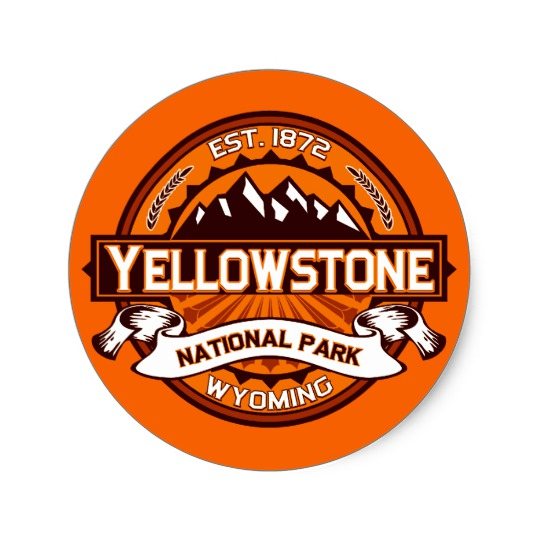 EST. 1872
YELLOWSTONE
NATIONAL PARK
WYOMING